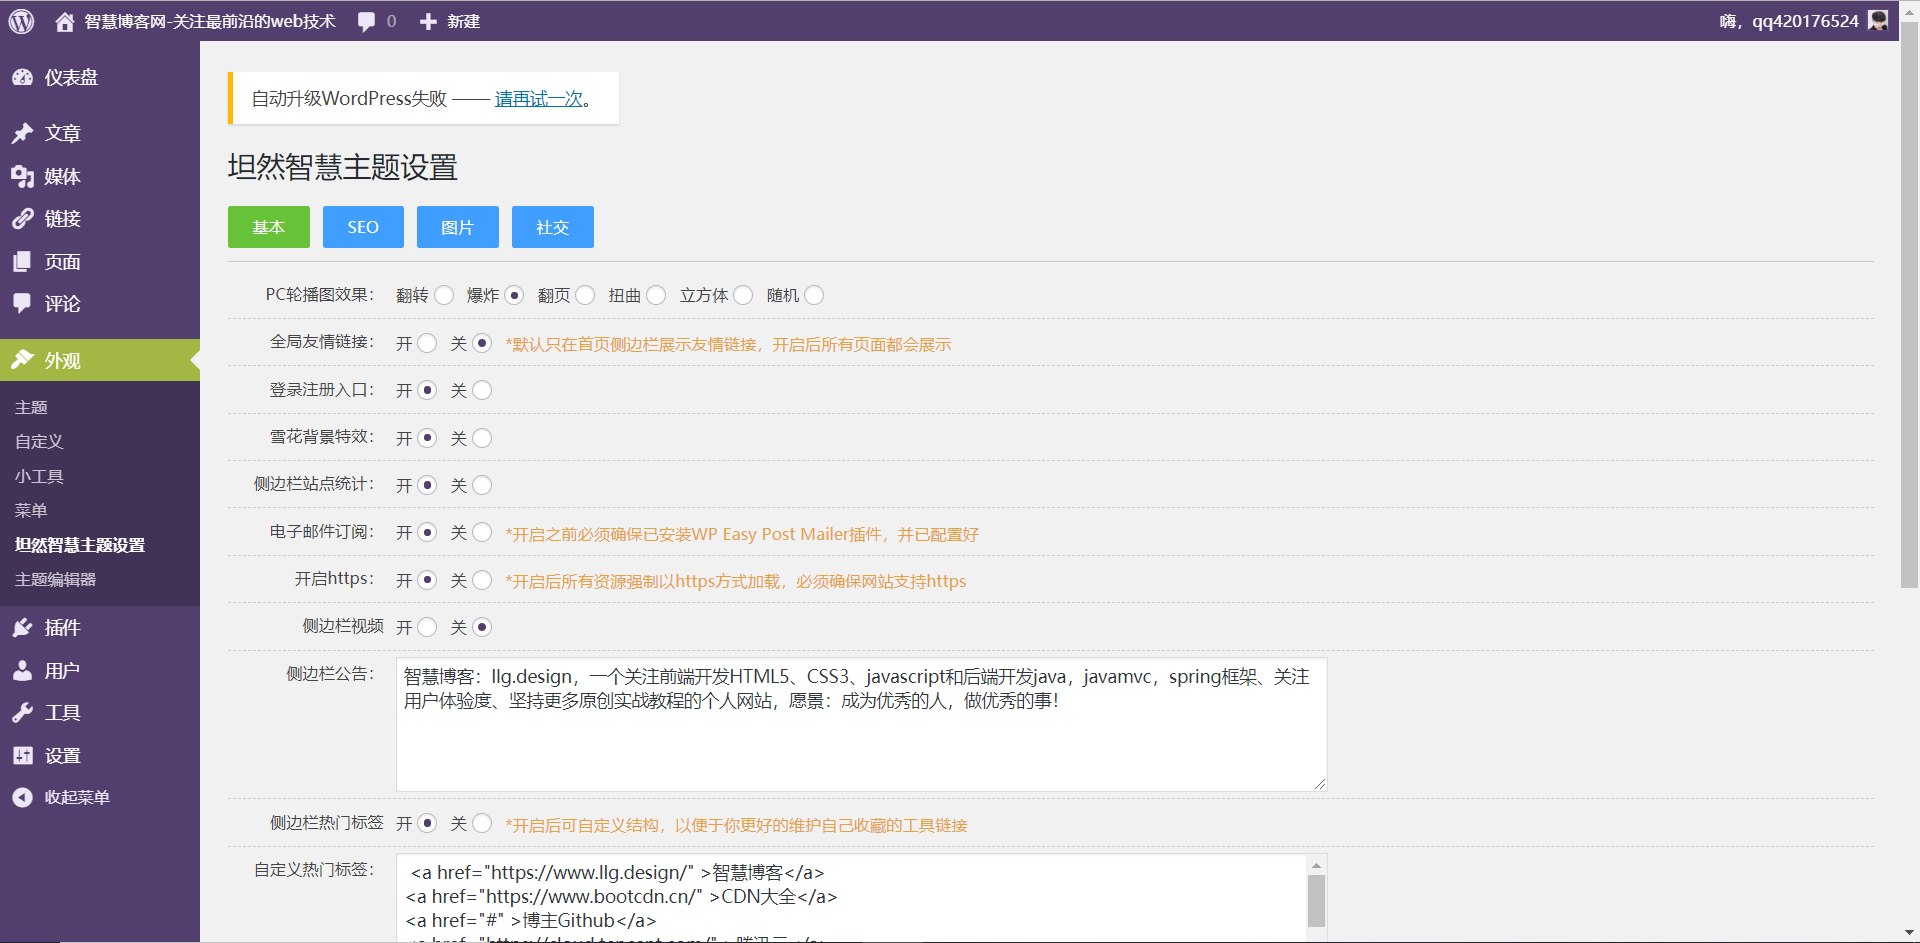 智慧博客网-关注最前沿的web技术 0 新建 嗨，qq420176524
仪表盘
文章
媒体
链接
页面
评论
外观
主题
自定义
小工具
菜单
坦然智慧主题设置
主题编辑器
插件
用户
工具
设置
收起菜单
自动升级WordPress失败 —— 请再试一次。
坦然智慧主题设置
基本 SEO 图片 社交
PC轮播图效果： 翻转 爆炸 翻页 扭曲 立方体 随机
全局友情链接： 开 关 *默认只在首页侧边栏展示友情链接，开启后所有页面都会展示
登录注册入口： 开 关
雪花背景特效： 开 关
侧边栏站点统计： 开 关
电子邮件订阅： 开 关 *开启之前必须确保已安装WP Easy Post Mailer插件，并已配置好
开启https： 开 关 *开启后所有资源强制以https方式加载，必须确保网站支持https
侧边栏视频 开 关
侧边栏公告： 智慧博客：llg.design，一个关注前端开发HTML5、CSS3、javascript和后端开发java，javamvc，spring框架、关注
用户体验度、坚持更多原创实战教程的个人网站，愿景：成为优秀的人，做优秀的事！
侧边栏热门标签 开 关 *开启后可自定义结构，以便于你更好的维护自己收藏的工具链接
自定义热门标签： <a href="https://www.llg.design/" >智慧博客</a>
<a href="https://www.bootcdn.cn/" >CDN大全</a>
<a href="#" >博主Github</a>
<a href="https://cloud.tencent.com/" >腾讯云</a>